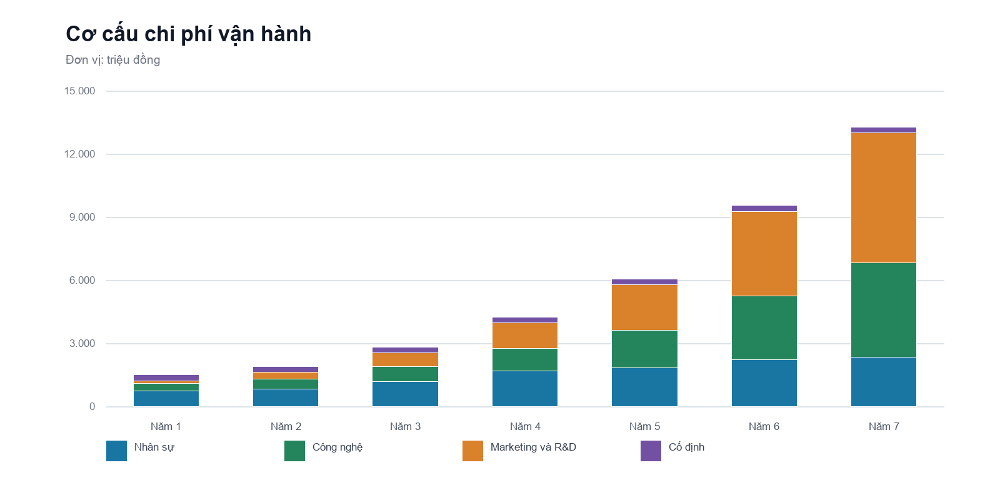 Cơ cấu chi phí vận hành
Đơn vị: triệu đồng
15.000
12.000
9.000
6.000
3.000
0
Năm 1 Năm 2 Năm 3 Năm 4 Năm 5 Năm 6 Năm 7
Nhân sự Công nghệ Marketing và R&D Cố định